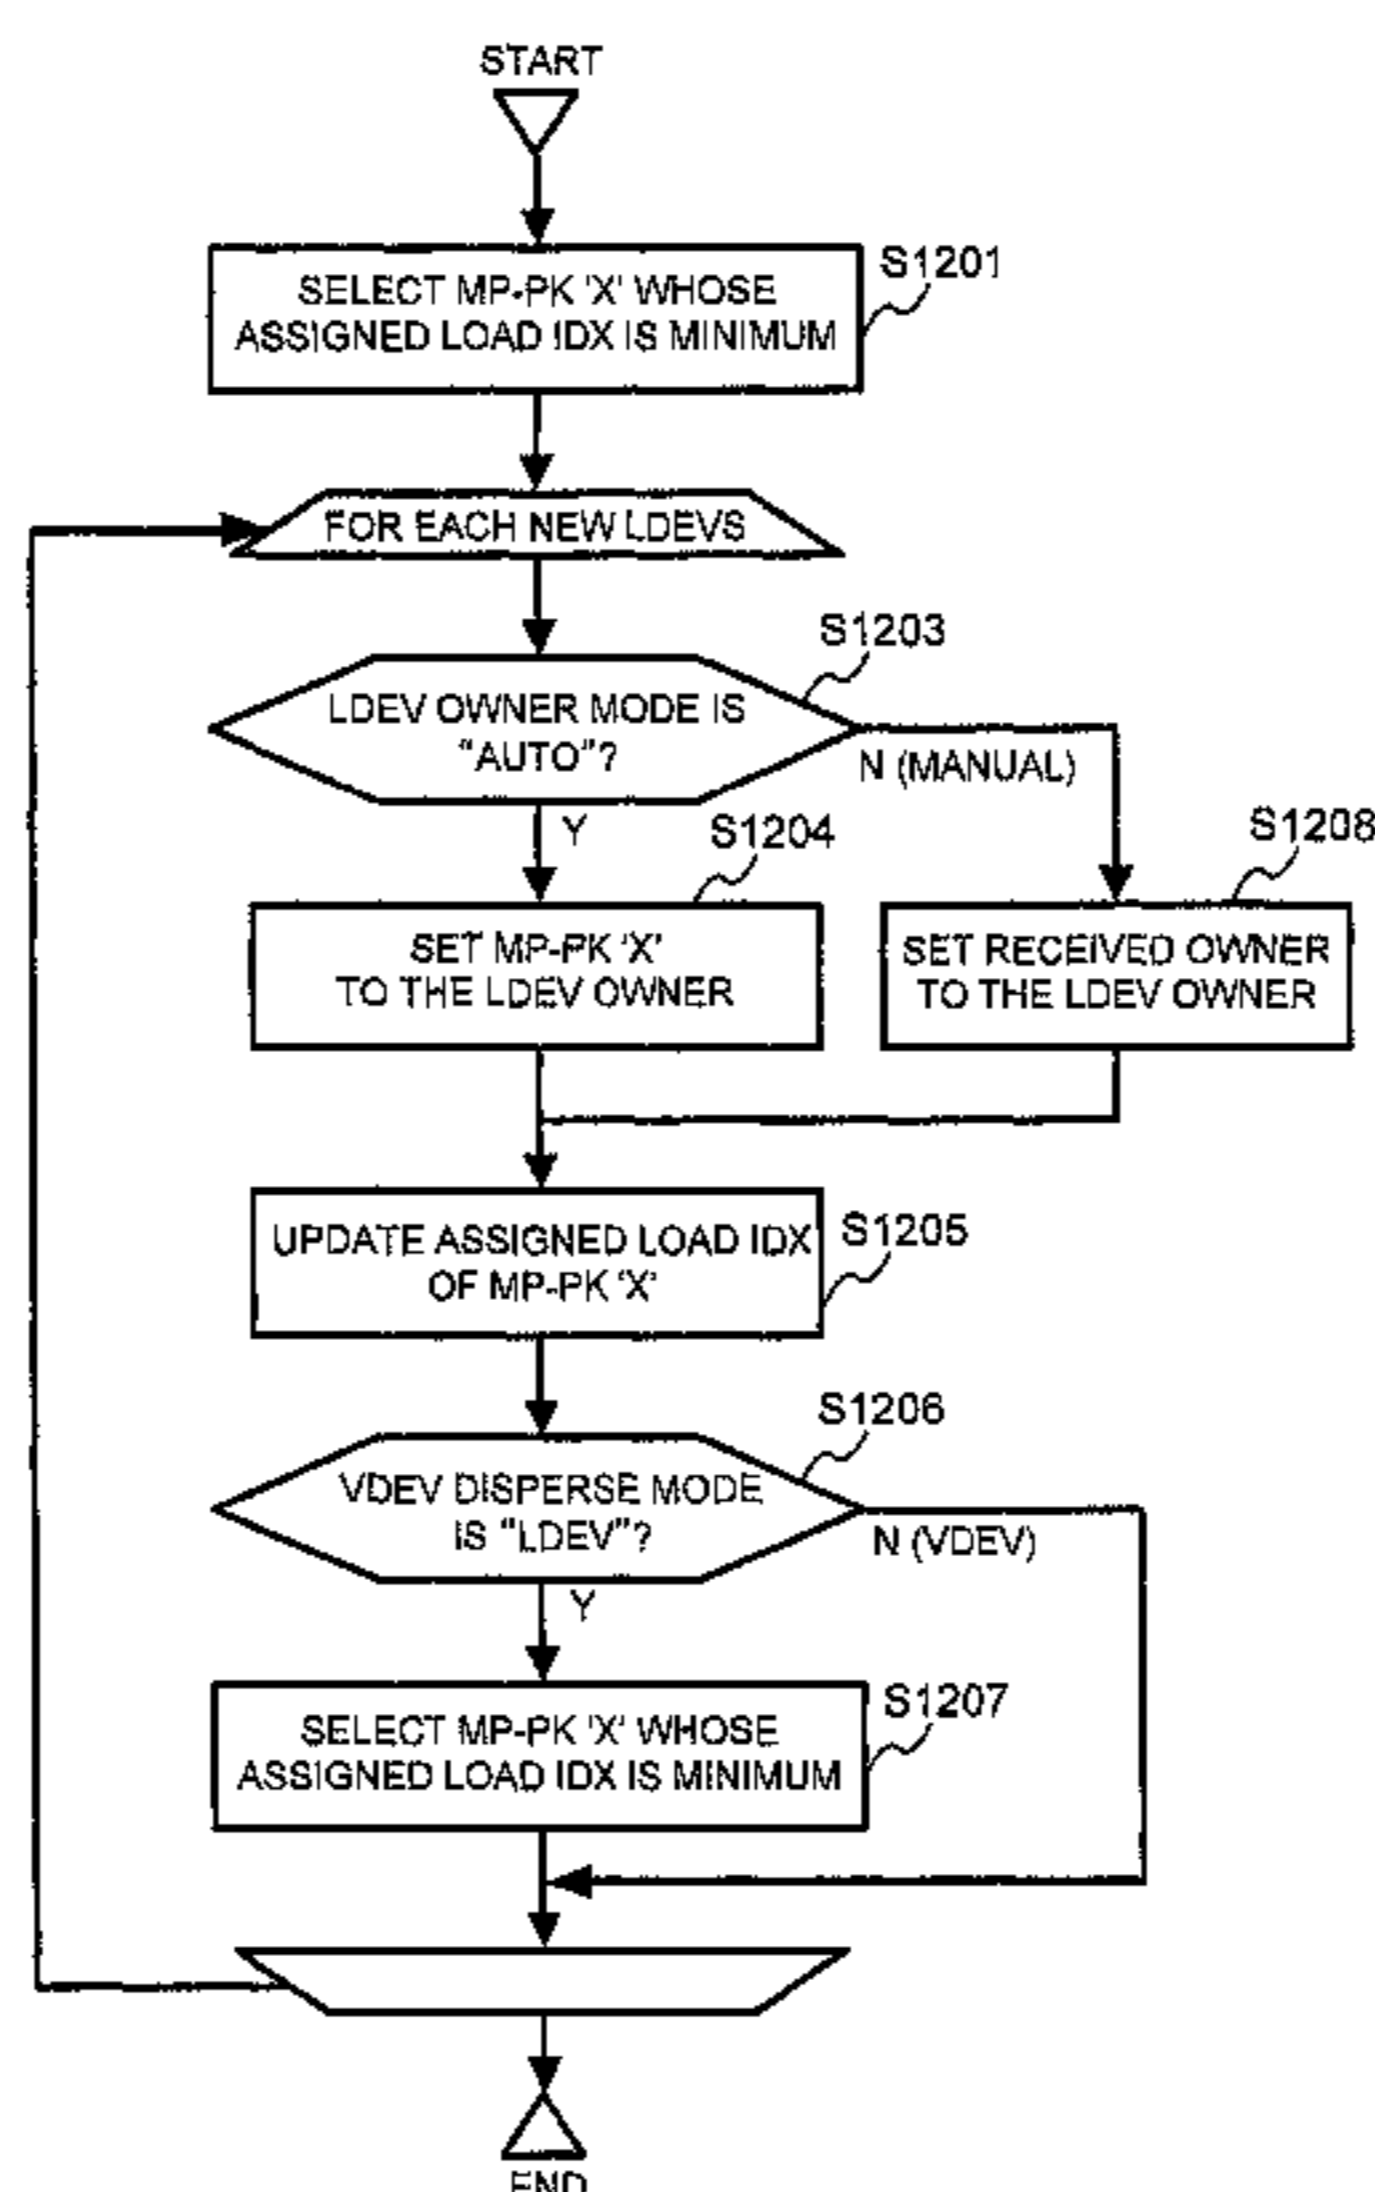 START
S1201
SELECT MP-PK 'X' WHOSE
ASSIGNED LOAD IDX IS MINIMUM
FOR EACH NEW LDEVS
S1203
LDEV OWNER MODE IS
“AUTO”?
N (MANUAL)
Y
S1204
S1208
SET MP-PK 'X'
TO THE LDEV OWNER
SET RECEIVED OWNER
TO THE LDEV OWNER
UPDATE ASSIGNED LOAD IDX
OF MP-PK 'X'
S1205
S1206
VDEV DISPERSE MODE
IS “LDEV”?
N (VDEV)
Y
S1207
SELECT MP-PK 'X' WHOSE
ASSIGNED LOAD IDX IS MINIMUM
END